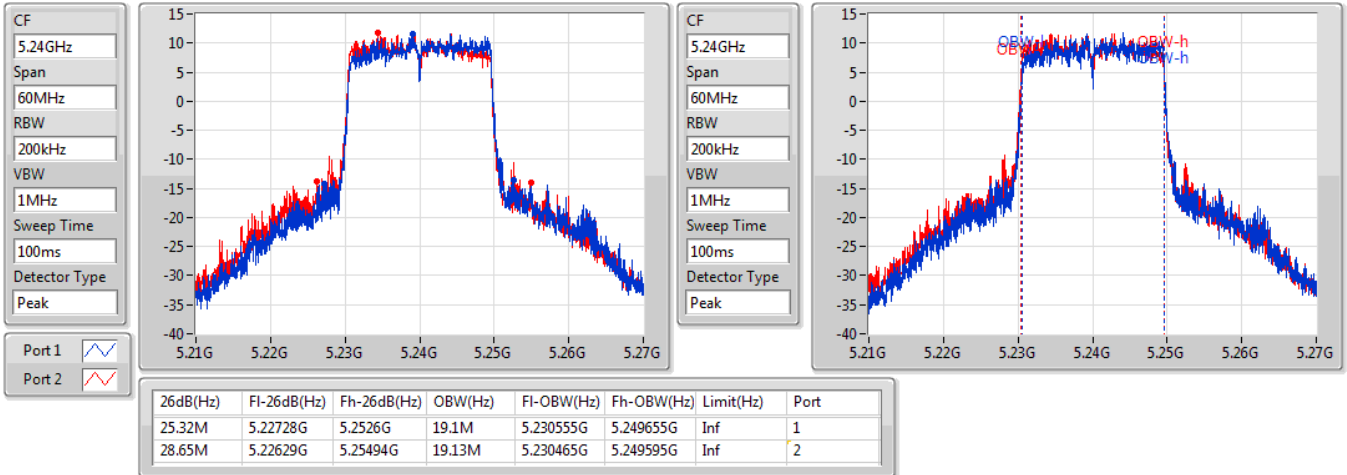 CF
5.24GHz
Span
60MHz
RBW
200kHz
VBW
1MHz
Sweep Time
100ms
Detector Type
Peak
Port 1
Port 2
15
10
5
0
-5
-10
-15
-20
-25
-30
-35
-40
5.21G 5.22G 5.23G 5.24G 5.25G 5.26G 5.27G
CF
5.24GHz
Span
60MHz
RBW
200kHz
VBW
1MHz
Sweep Time
100ms
Detector Type
Peak
15
10
5
0
-5
-10
-15
-20
-25
-30
-35
-40
OBW-h
OBW-h
5.21G 5.22G 5.23G 5.24G 5.25G 5.26G 5.27G
26dB(Hz) Fl-26dB(Hz) Fh-26dB(Hz) OBW(Hz) Fl-OBW(Hz) Fh-OBW(Hz) Limit(Hz) Port
25.32M 5.22728G 5.2526G 19.1M 5.230555G 5.249655G Inf 1
28.65M 5.22629G 5.25494G 19.13M 5.230465G 5.249595G Inf 2